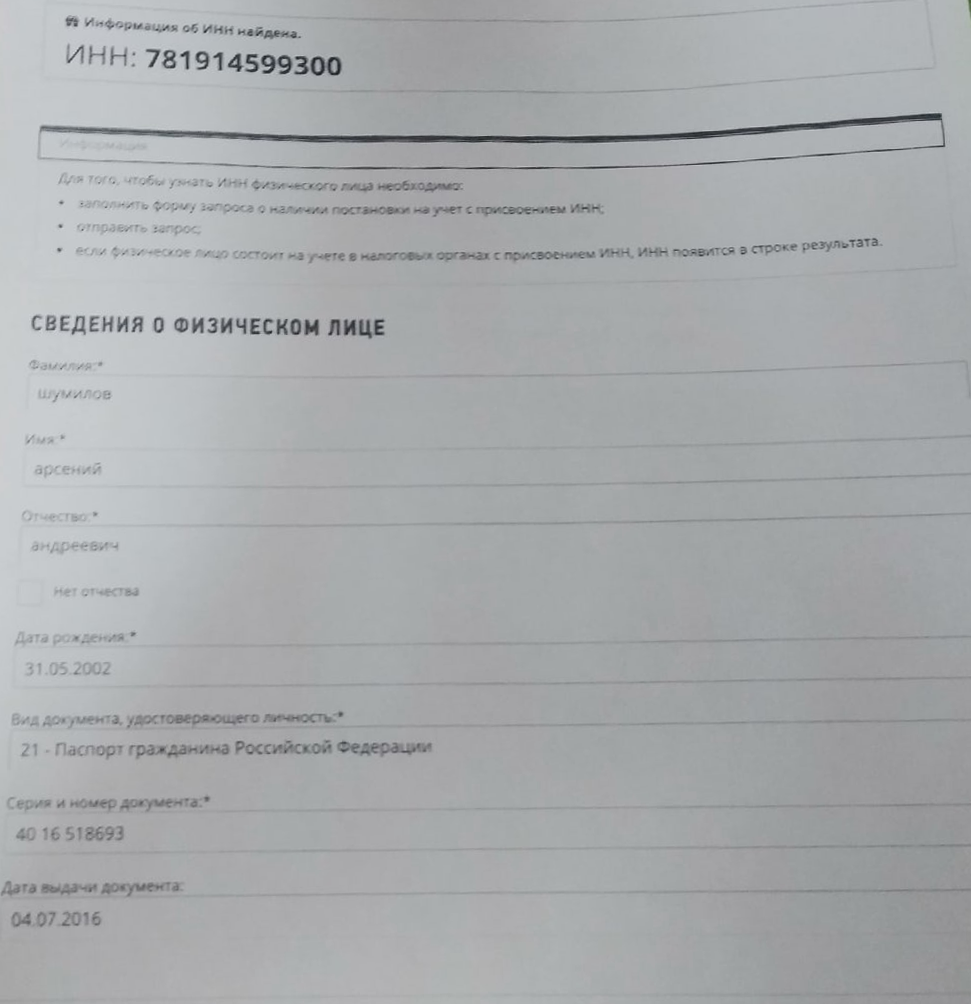 Информация об ИНН найдена.
ИНН: 781914599300
Информация
Для того, чтобы узнать ИНН физического лица необходимо:
• заполнить форму запроса о наличии постановки на учет с присвоением ИНН;
• отправить запрос;
• если физическое лицо состоит на учете в налоговых органах с присвоением ИНН, ИНН появится в строке результата.
СВЕДЕНИЯ О ФИЗИЧЕСКОМ ЛИЦЕ
Фамилия:*
шумилов
Имя:*
арсений
Отчество:*
андреевич
Нет отчества
Дата рождения:*
31.05.2002
Вид документа, удостоверяющего личность:*
21 - Паспорт гражданина Российской Федерации
Серия и номер документа:*
40 16 518693
Дата выдачи документа:
04.07.2016